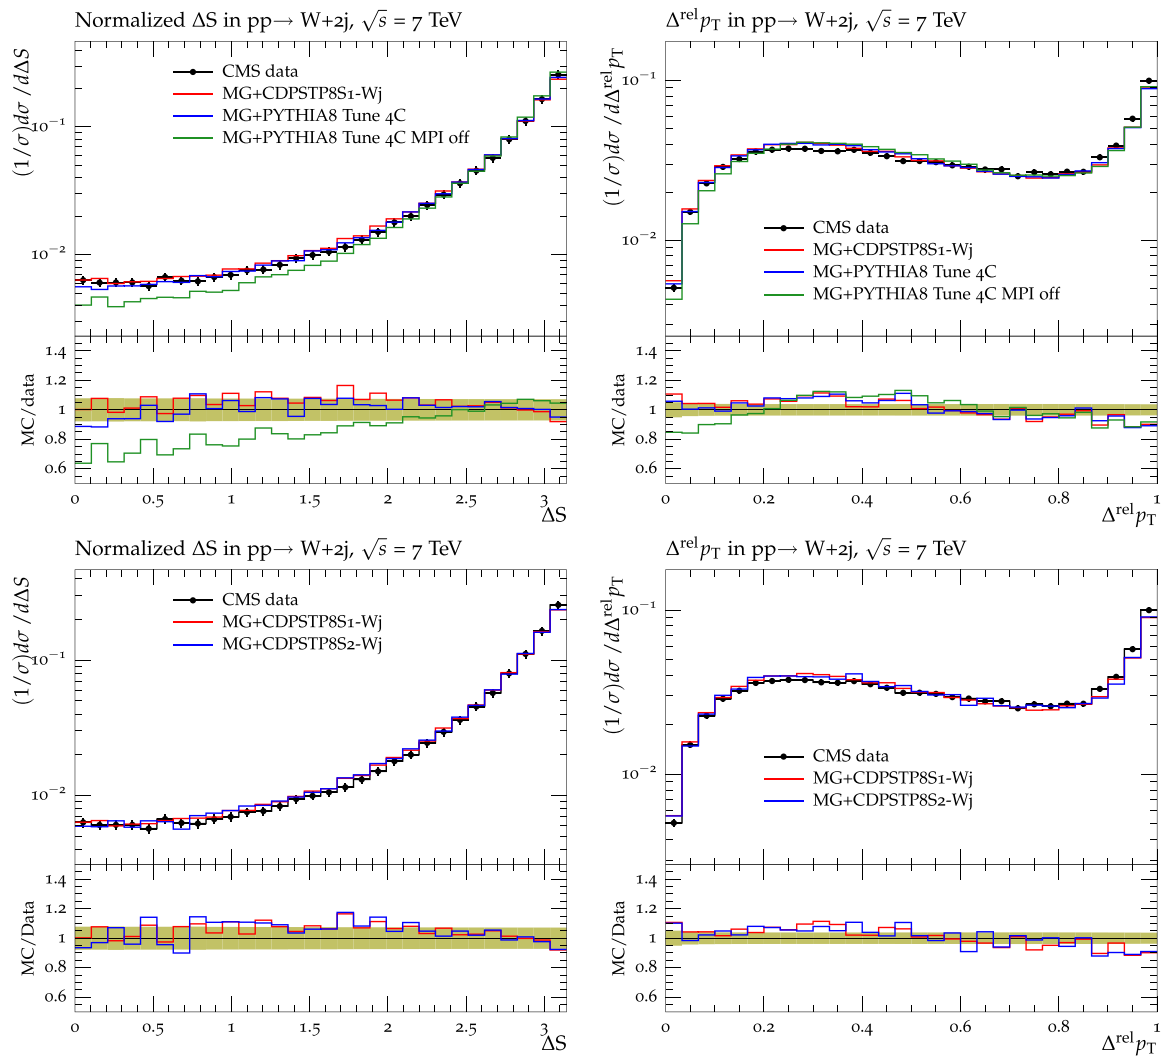 Normalized ΔS in pp→ W+2j, √s = 7 TeV
(1/σ)dσ/dΔS
10⁻¹
10⁻²
CMS data
MG+CDPSTP8S1-Wj
MG+PYTHIA8 Tune 4C
MG+PYTHIA8 Tune 4C MPI off
MC/data
1.4
1.2
1
0.8
0.6
0 0.5 1 1.5 2 2.5 3
ΔS
Δ^rel p_T in pp→ W+2j, √s = 7 TeV
(1/σ)dσ/dΔ^rel p_T
10⁻¹
10⁻²
CMS data
MG+CDPSTP8S1-Wj
MG+PYTHIA8 Tune 4C
MG+PYTHIA8 Tune 4C MPI off
MC/data
1.4
1.2
1
0.8
0.6
0 0.2 0.4 0.6 0.8 1
Δ^rel p_T
Normalized ΔS in pp→ W+2j, √s = 7 TeV
(1/σ)dσ/dΔS
10⁻¹
10⁻²
CMS data
MG+CDPSTP8S1-Wj
MG+CDPSTP8S2-Wj
MC/Data
1.4
1.2
1
0.8
0.6
0 0.5 1 1.5 2 2.5 3
ΔS
Δ^rel p_T in pp→ W+2j, √s = 7 TeV
(1/σ)dσ/dΔ^rel p_T
10⁻¹
10⁻²
CMS data
MG+CDPSTP8S1-Wj
MG+CDPSTP8S2-Wj
MC/Data
1.4
1.2
1
0.8
0.6
0 0.2 0.4 0.6 0.8 1
Δ^rel p_T